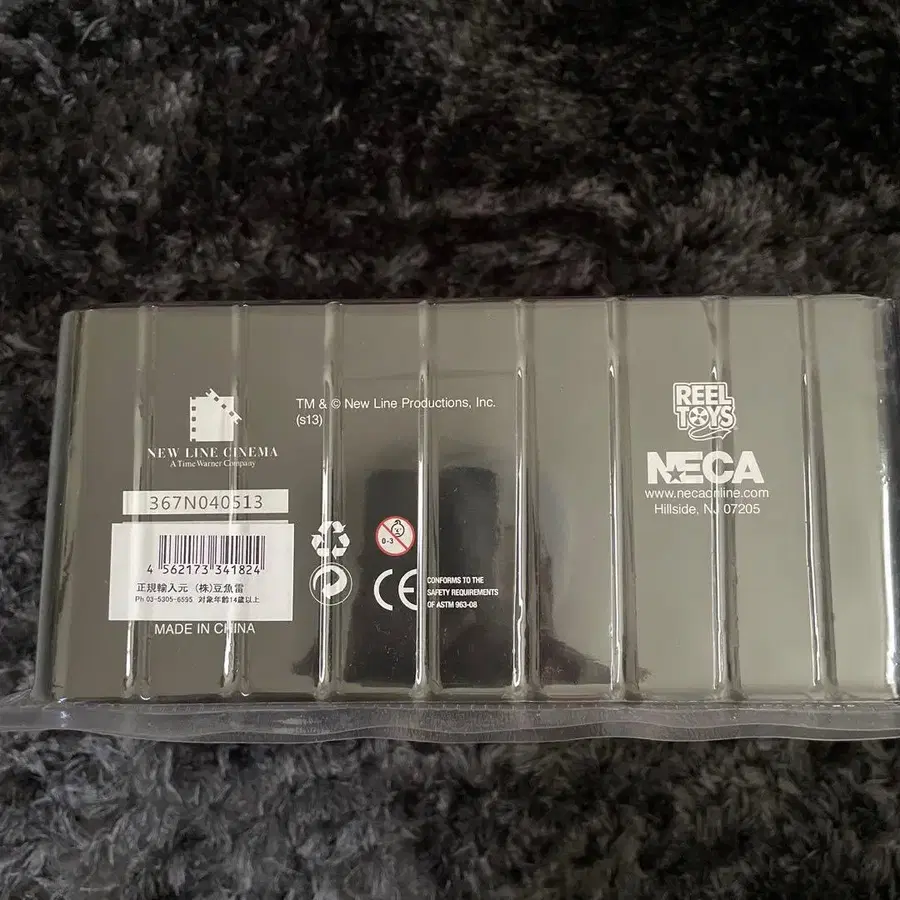 NEW LINE CINEMA
A Time Warner Company
TM & © New Line Productions, Inc.
(s13)
367N040513
4 562173 341824
正規輸入元 (株)豆魚雷
Ph 03-5305-6595 対象年齢14歳以上
MADE IN CHINA
0-3
CE
CONFORMS TO THE
SAFETY REQUIREMENTS
OF ASTM 963-08
REEL
TOYS
NECA
www.necaonline.com
Hillside, NJ 07205